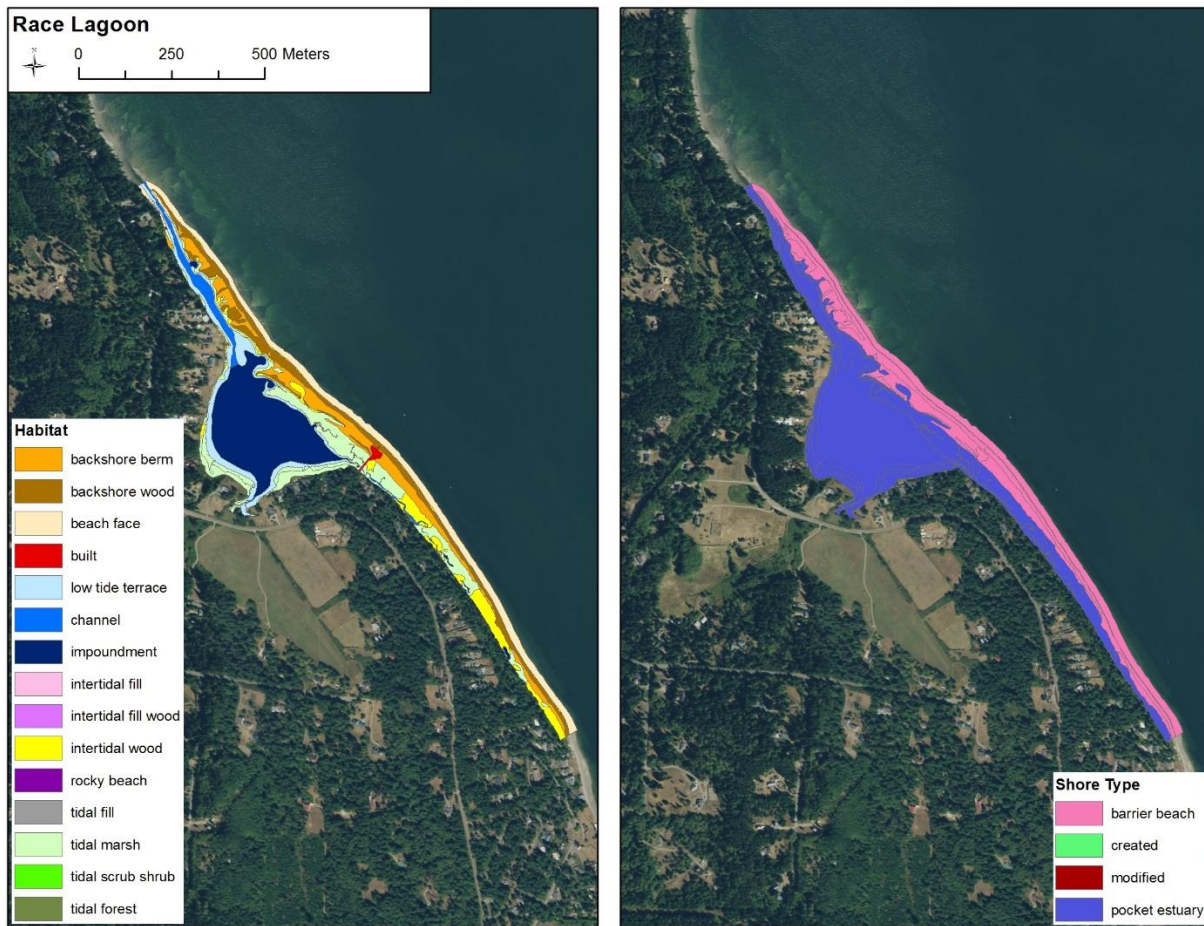 Race Lagoon
N
0 250 500 Meters
Habitat
backshore berm
backshore wood
beach face
built
low tide terrace
channel
impoundment
intertidal fill
intertidal fill wood
intertidal wood
rocky beach
tidal fill
tidal marsh
tidal scrub shrub
tidal forest
Shore Type
barrier beach
created
modified
pocket estuary